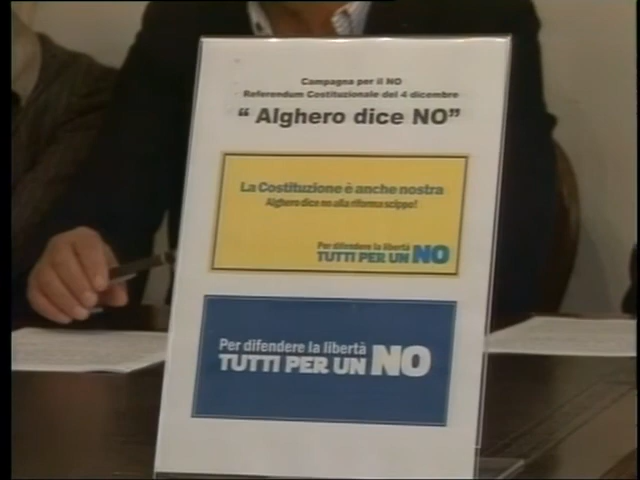 Campagna per il NO
Referendum Costituzionale del 4 dicembre
“ Alghero dice NO”
La Costituzione è anche nostra
Alghero dice no alla riforma scippo!
Per difendere la libertà
TUTTI PER UN NO
Per difendere la libertà
TUTTI PER UN NO